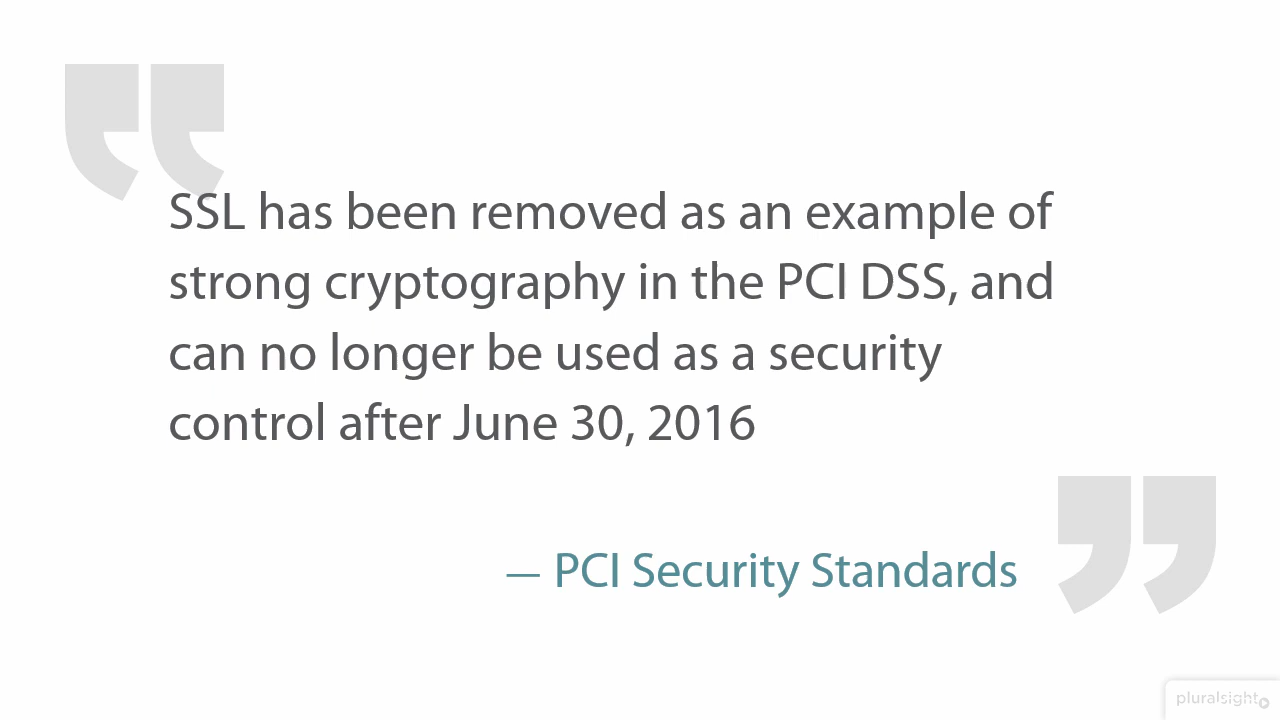 SSL has been removed as an example of
strong cryptography in the PCI DSS, and
can no longer be used as a security
control after June 30, 2016
— PCI Security Standards
pluralsight